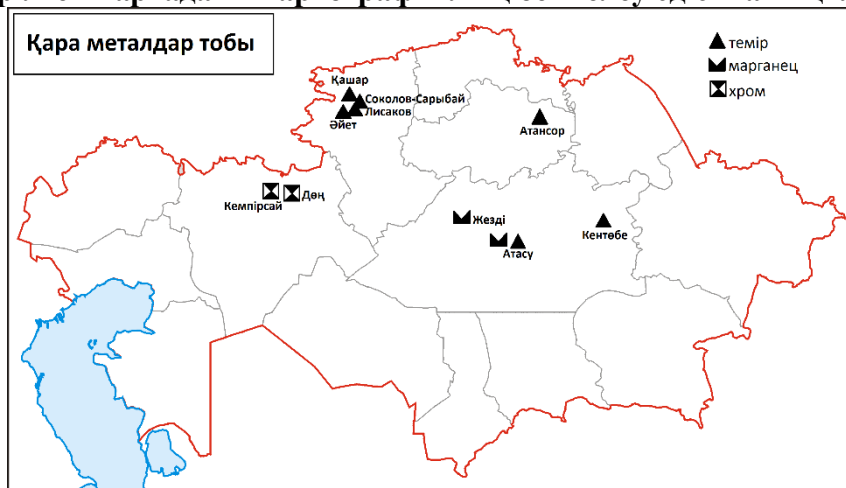 Қара металдар тобы
темір
марганец
хром
Қашар
Соколов-Сарыбай
Лисаков
Әйет
Атансор
Кемпірсай
Дөң
Жезді
Атасу
Кентөбе